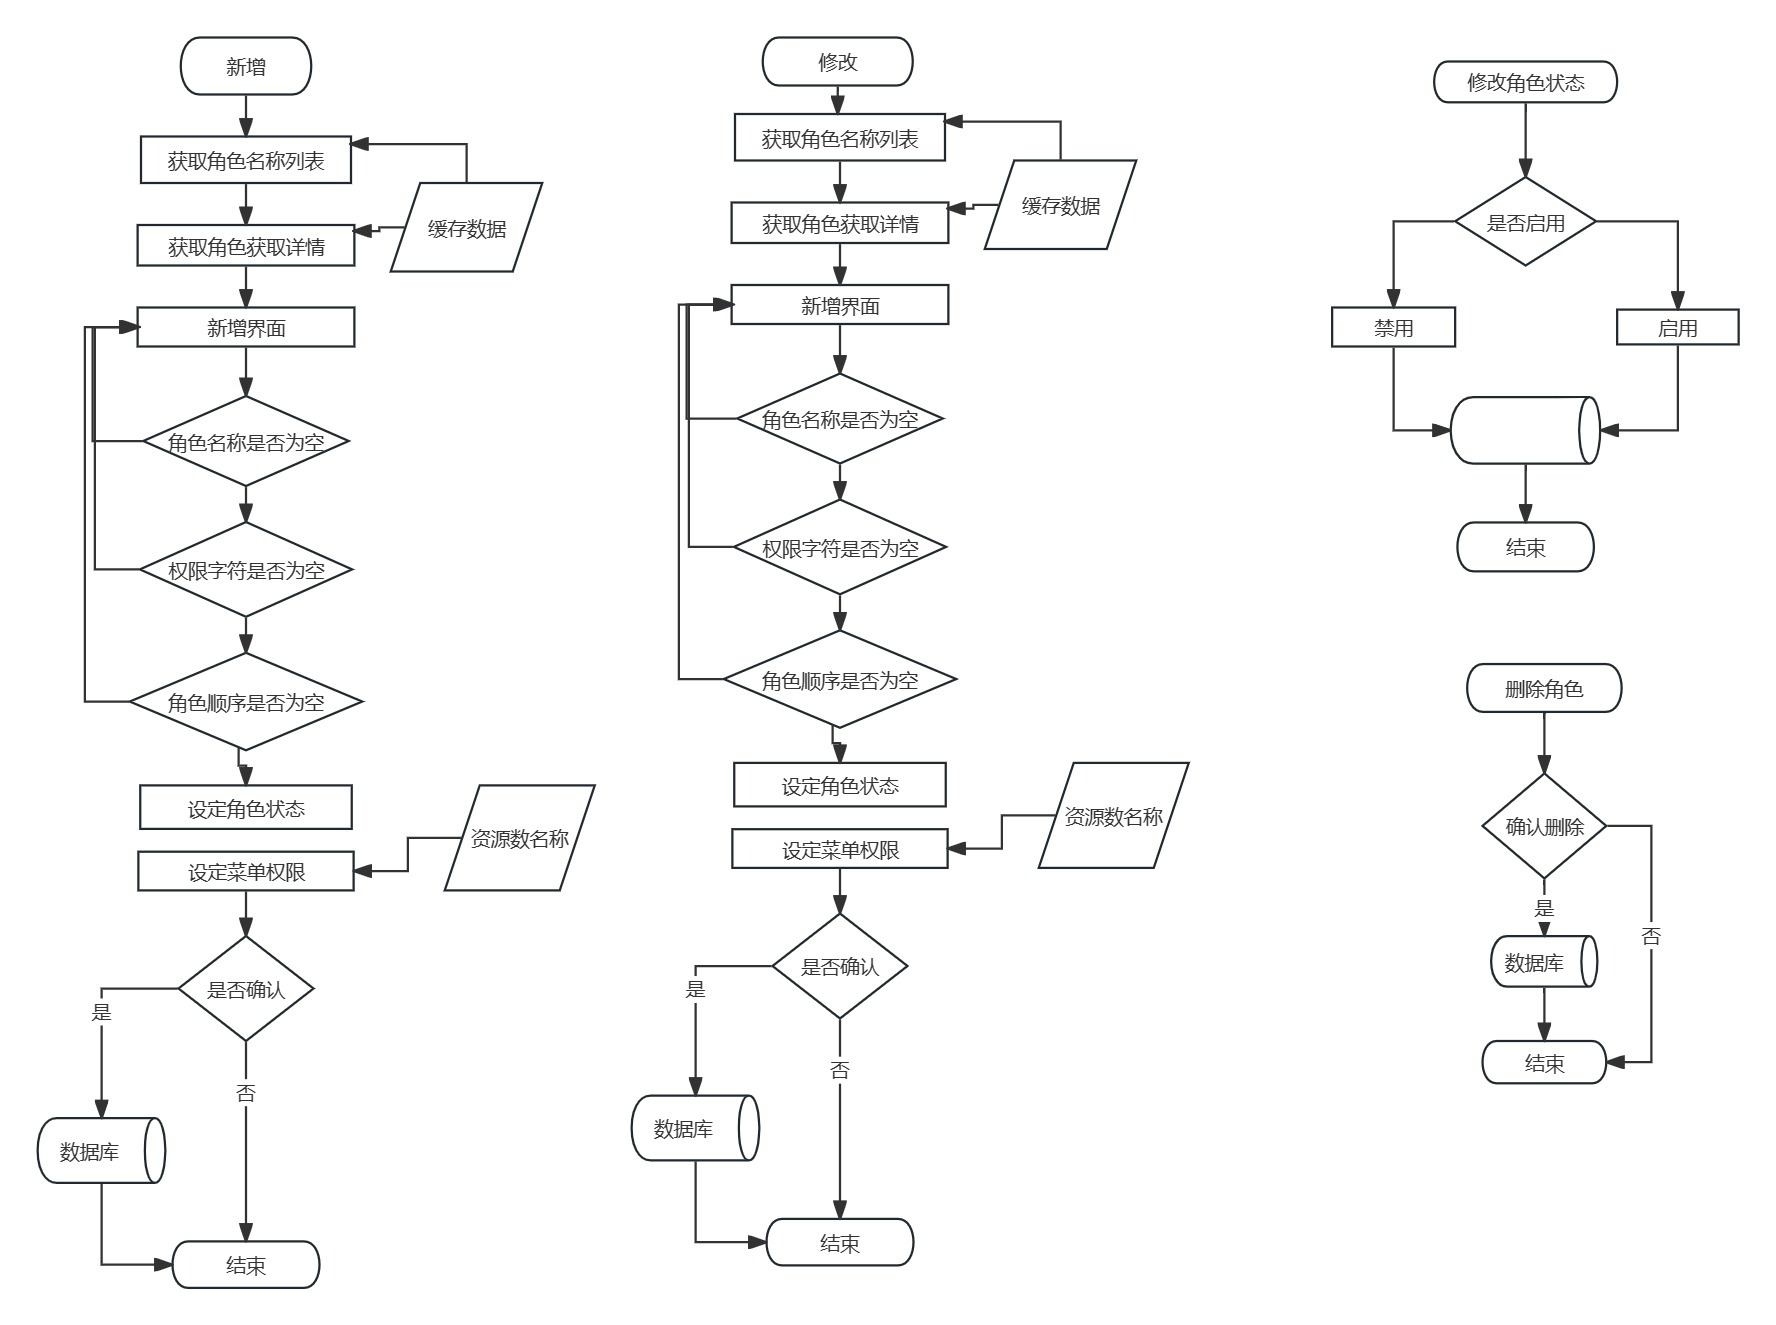 新增
获取角色名称列表
缓存数据
获取角色获取详情
新增界面
角色名称是否为空
权限字符是否为空
角色顺序是否为空
设定角色状态
资源数名称
设定菜单权限
是否确认
是
否
数据库
结束
修改
获取角色名称列表
缓存数据
获取角色获取详情
新增界面
角色名称是否为空
权限字符是否为空
角色顺序是否为空
设定角色状态
资源数名称
设定菜单权限
是否确认
是
否
数据库
结束
修改角色状态
是否启用
禁用
启用
结束
删除角色
确认删除
是
否
数据库
结束